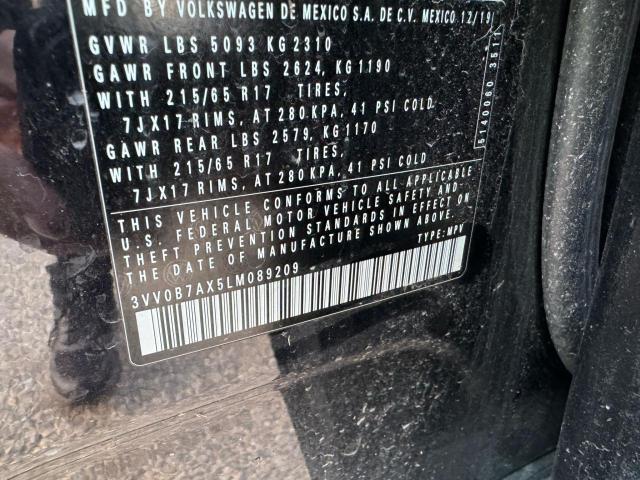 MFD BY VOLKSWAGEN DE MEXICO S.A. DE C.V. MEXICO 12/19
GVWR LBS 5093 KG 2310
GAWR FRONT LBS 2624, KG 1190
WITH 215/65 R17 TIRES,
7JX17 RIMS, AT 280 KPA, 41 PSI COLD
GAWR REAR LBS 2579, KG 1170
WITH 215/65 R17 TIRES,
7JX17 RIMS, AT 280 KPA, 41 PSI COLD
THIS VEHICLE CONFORMS TO ALL APPLICABLE
U.S. FEDERAL MOTOR VEHICLE SAFETY AND
THEFT PREVENTION STANDARDS IN EFFECT ON
THE DATE OF MANUFACTURE SHOWN ABOVE.
3VV0B7AX5LM089209 TYPE: MPV
5140060 3511